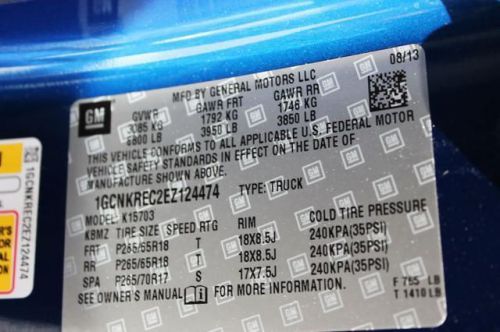 08/13
MFD BY GENERAL MOTORS LLC
GM GVWR GAWR FRT GAWR RR
3085 KG 1792 KG 1746 KG
6800 LB 3950 LB 3850 LB
THIS VEHICLE CONFORMS TO ALL APPLICABLE U.S. FEDERAL MOTOR
VEHICLE SAFETY STANDARDS IN EFFECT ON THE DATE OF
MANUFACTURE SHOWN ABOVE.
1GCNKREC2EZ124474 TYPE: TRUCK
MODEL: K15703
KBMZ TIRE SIZE SPEED RTG RIM COLD TIRE PRESSURE
FRT P265/65R18 T 18X8.5J 240KPA(35PSI)
RR P265/65R18 T 18X8.5J 240KPA(35PSI)
SPA P265/70R17 S 17X7.5J 240KPA(35PSI)
SEE OWNER'S MANUAL FOR MORE INFORMATION.
F 755 LB
T 1410 LB
1GCNKREC2EZ124474